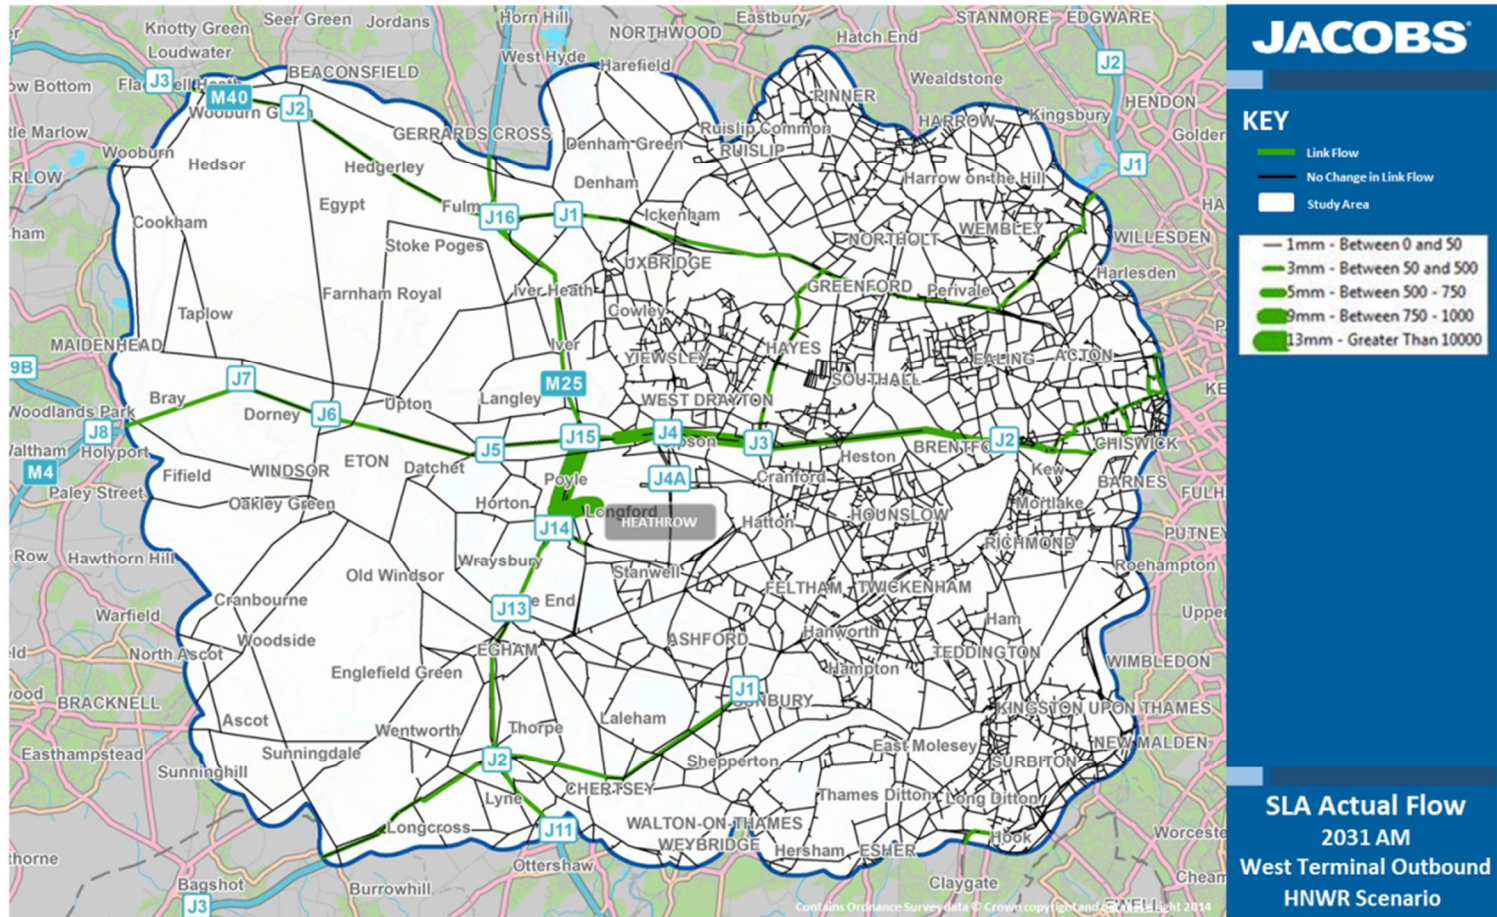 Knotty Green
Seer Green
Jordans
Horn Hill
Eastbury
STANMORE
EDGWARE
NORTHWOOD
Hatch End
Loudwater
West Hyde
Harefield
J2
BEACONSFIELD
J3
M40
J2
Wealdstone
HENDON
PINNER
HARROW
Kingsbury
GERRARDS CROSS
Ruislip Common
RUISLIP
Denham Green
Wooburn
Hedsor
Hedgerley
Denham
Harrow on the Hill
J1
Egypt
J16
J1
Ickenham
Cookham
Stoke Poges
NORTHOLT
WEMBLEY
WILLESDEN
UXBRIDGE
Harlesden
Farnham Royal
Iver Heath
GREENFORD
Perivale
Taplow
Cowley
MAIDENHEAD
Iver
YIEWSLEY
HAYES
EALING
ACTON
9B
J7
M25
SOUTHALL
Bray
Dorney
J6
Upton
Langley
WEST DRAYTON
Woodlands Park
J8
J15
J4
J3
J2
CHISWICK
Holyport
J5
Heston
Kew
M4
Fifield
WINDSOR
ETON
Datchet
Poyle
J4A
Cranford
BARNES
Paley Street
Oakley Green
Horton
Longford
HEATHROW
Hatton
HOUNSLOW
Mortlake
J14
RICHMOND
PUTNEY
Row
Hawthorn Hill
Wraysbury
Roehampton
Old Windsor
Stanwell
FELTHAM
TWICKENHAM
Cranbourne
J13
Warfield
Ham
Woodside
ASHFORD
Hanworth
North Ascot
EGHAM
TEDDINGTON
WIMBLEDON
Englefield Green
Hampton
BRACKNELL
J1
SUNBURY
KINGSTON UPON THAMES
Ascot
Wentworth
Thorpe
Laleham
Easthampstead
Sunningdale
East Molesey
NEW MALDEN
Sunninghill
J2
Shepperton
SURBITON
CHERTSEY
Lyne
Thames Ditton
Long Ditton
Longcross
J11
WALTON-ON-THAMES
Hook
WEYBRIDGE
Hersham
ESHER
Ottershaw
Bagshot
Burrowhill
Claygate
J3
JACOBS
KEY
Link Flow
No Change in Link Flow
Study Area
1mm - Between 0 and 50
3mm - Between 50 and 500
5mm - Between 500 - 750
9mm - Between 750 - 1000
13mm - Greater Than 10000
SLA Actual Flow
2031 AM
West Terminal Outbound
HNWR Scenario